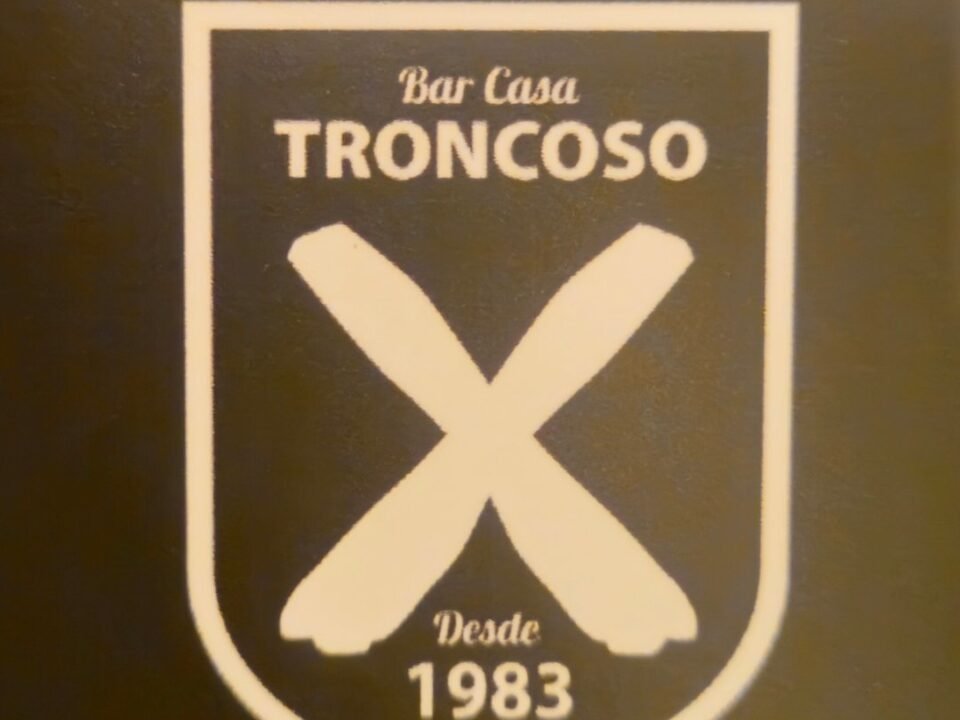 Bar Casa
TRONCOSO
Desde
1983